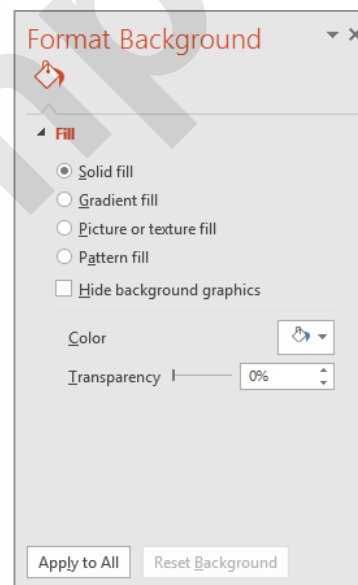 Format Background
Fill
Solid fill
Gradient fill
Picture or texture fill
Pattern fill
Hide background graphics
Color
Transparency 0%
Apply to All Reset Background